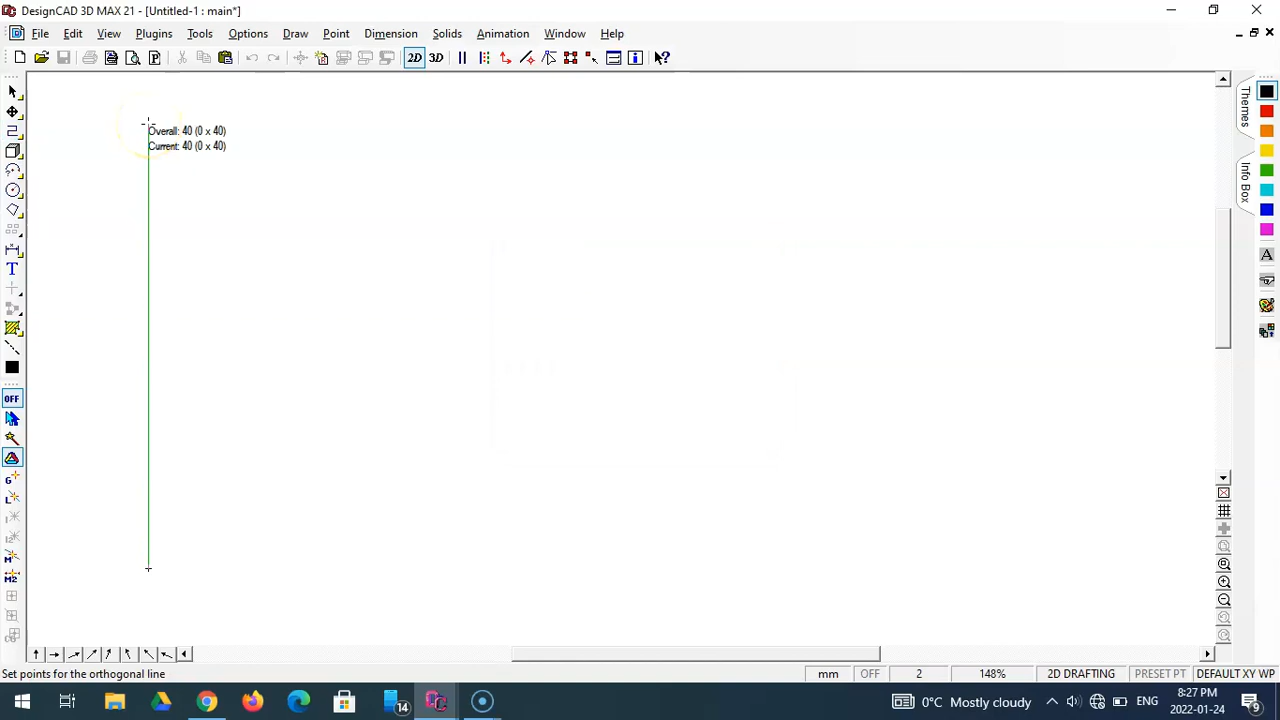 DesignCAD 3D MAX 21 - [Untitled-1 : main*]
File Edit View Plugins Tools Options Draw Point Dimension Solids Animation Window Help
2D 3D
Overall: 40 (0 x 40)
Current: 40 (0 x 40)
Themes
Info Box
T
A
OFF
G
L
M
M2
Set points for the orthogonal line
mm OFF 2 148% 2D DRAFTING PRESET PT DEFAULT XY WP
14
0°C Mostly cloudy
ENG
8:27 PM
2022-01-24
9